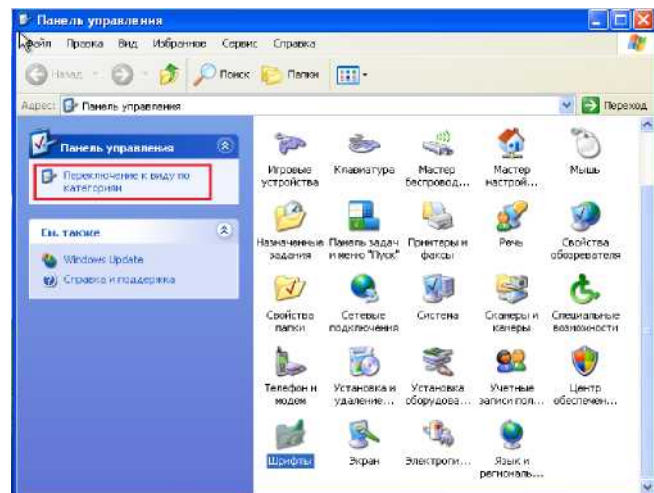 Панель управления
Файл Правка Вид Избранное Сервис Справка
Назад Поиск Папки
Адрес: Панель управления Переход
Панель управления
Переключение к виду по
категориям
См. также
Windows Update
Справка и поддержка
Игровые
устройства
Клавиатура
Мастер
беспровод...
Мастер
настрой...
Мышь
Назначенные
задания
Панель задач
и меню "Пуск"
Принтеры и
факсы
Речь
Свойства
обозревателя
Свойства
папки
Сетевые
подключения
Система
Сканеры и
камеры
Специальные
возможности
Телефон и
модем
Установка и
удаление...
Установка
оборудова...
Учетные
записи пол...
Центр
обеспечен...
Шрифты
Экран
Электропи...
Язык и
региональ...